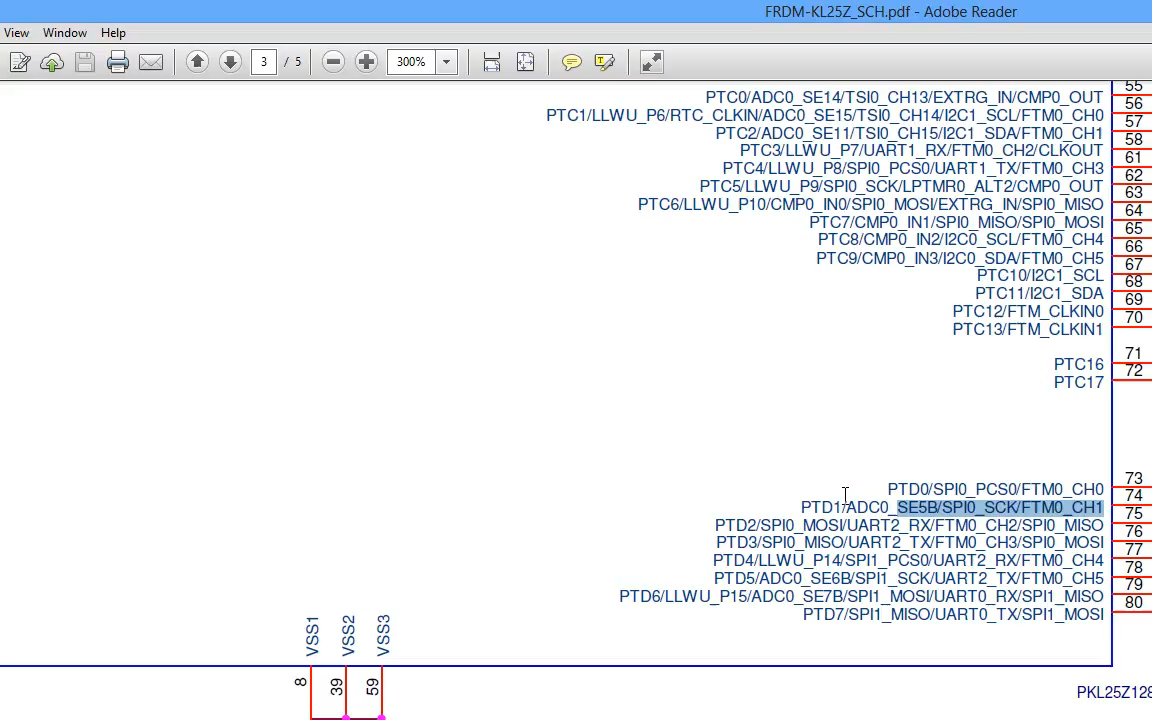 FRDM-KL25Z_SCH.pdf - Adobe Reader
View Window Help
3 / 5 300%
55
PTC0/ADC0_SE14/TSI0_CH13/EXTRG_IN/CMP0_OUT
56
PTC1/LLWU_P6/RTC_CLKIN/ADC0_SE15/TSI0_CH14/I2C1_SCL/FTM0_CH0
57
PTC2/ADC0_SE11/TSI0_CH15/I2C1_SDA/FTM0_CH1
58
PTC3/LLWU_P7/UART1_RX/FTM0_CH2/CLKOUT
61
PTC4/LLWU_P8/SPI0_PCS0/UART1_TX/FTM0_CH3
62
PTC5/LLWU_P9/SPI0_SCK/LPTMR0_ALT2/CMP0_OUT
63
PTC6/LLWU_P10/CMP0_IN0/SPI0_MOSI/EXTRG_IN/SPI0_MISO
64
PTC7/CMP0_IN1/SPI0_MISO/SPI0_MOSI
65
PTC8/CMP0_IN2/I2C0_SCL/FTM0_CH4
66
PTC9/CMP0_IN3/I2C0_SDA/FTM0_CH5
67
PTC10/I2C1_SCL
68
PTC11/I2C1_SDA
69
PTC12/FTM_CLKIN0
70
PTC13/FTM_CLKIN1
71
PTC16
72
PTC17
73
PTD0/SPI0_PCS0/FTM0_CH0
74
PTD1/ADC0_SE5B/SPI0_SCK/FTM0_CH1
75
PTD2/SPI0_MOSI/UART2_RX/FTM0_CH2/SPI0_MISO
76
PTD3/SPI0_MISO/UART2_TX/FTM0_CH3/SPI0_MOSI
77
PTD4/LLWU_P14/SPI1_PCS0/UART2_RX/FTM0_CH4
78
PTD5/ADC0_SE6B/SPI1_SCK/UART2_TX/FTM0_CH5
79
PTD6/LLWU_P15/ADC0_SE7B/SPI1_MOSI/UART0_RX/SPI1_MISO
80
PTD7/SPI1_MISO/UART0_TX/SPI1_MOSI
VSS1
VSS2
VSS3
8
39
59
PKL25Z128